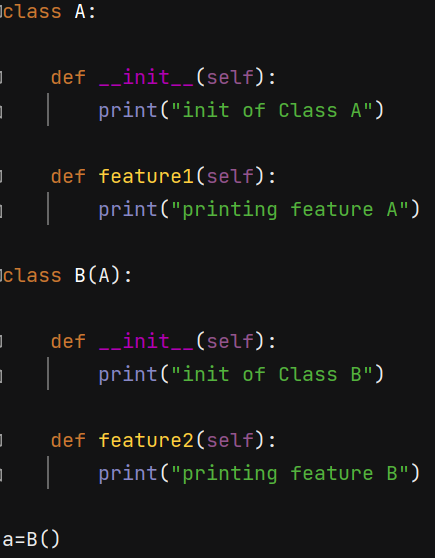 class A:
    def __init__(self):
        print("init of Class A")
    def feature1(self):
        print("printing feature A")
class B(A):
    def __init__(self):
        print("init of Class B")
    def feature2(self):
        print("printing feature B")
a=B()